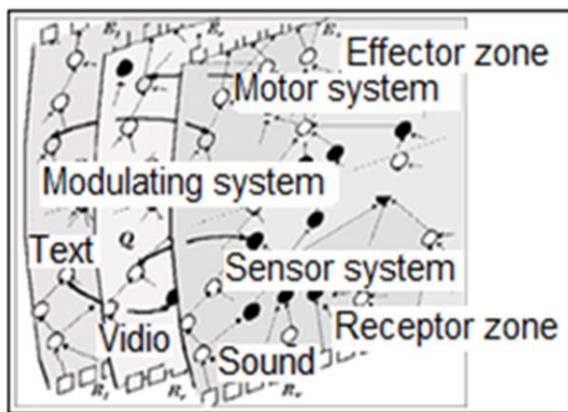 Effector zone
Motor system
Modulating system
Text
Q
Sensor system
Vidio
Receptor zone
Sound